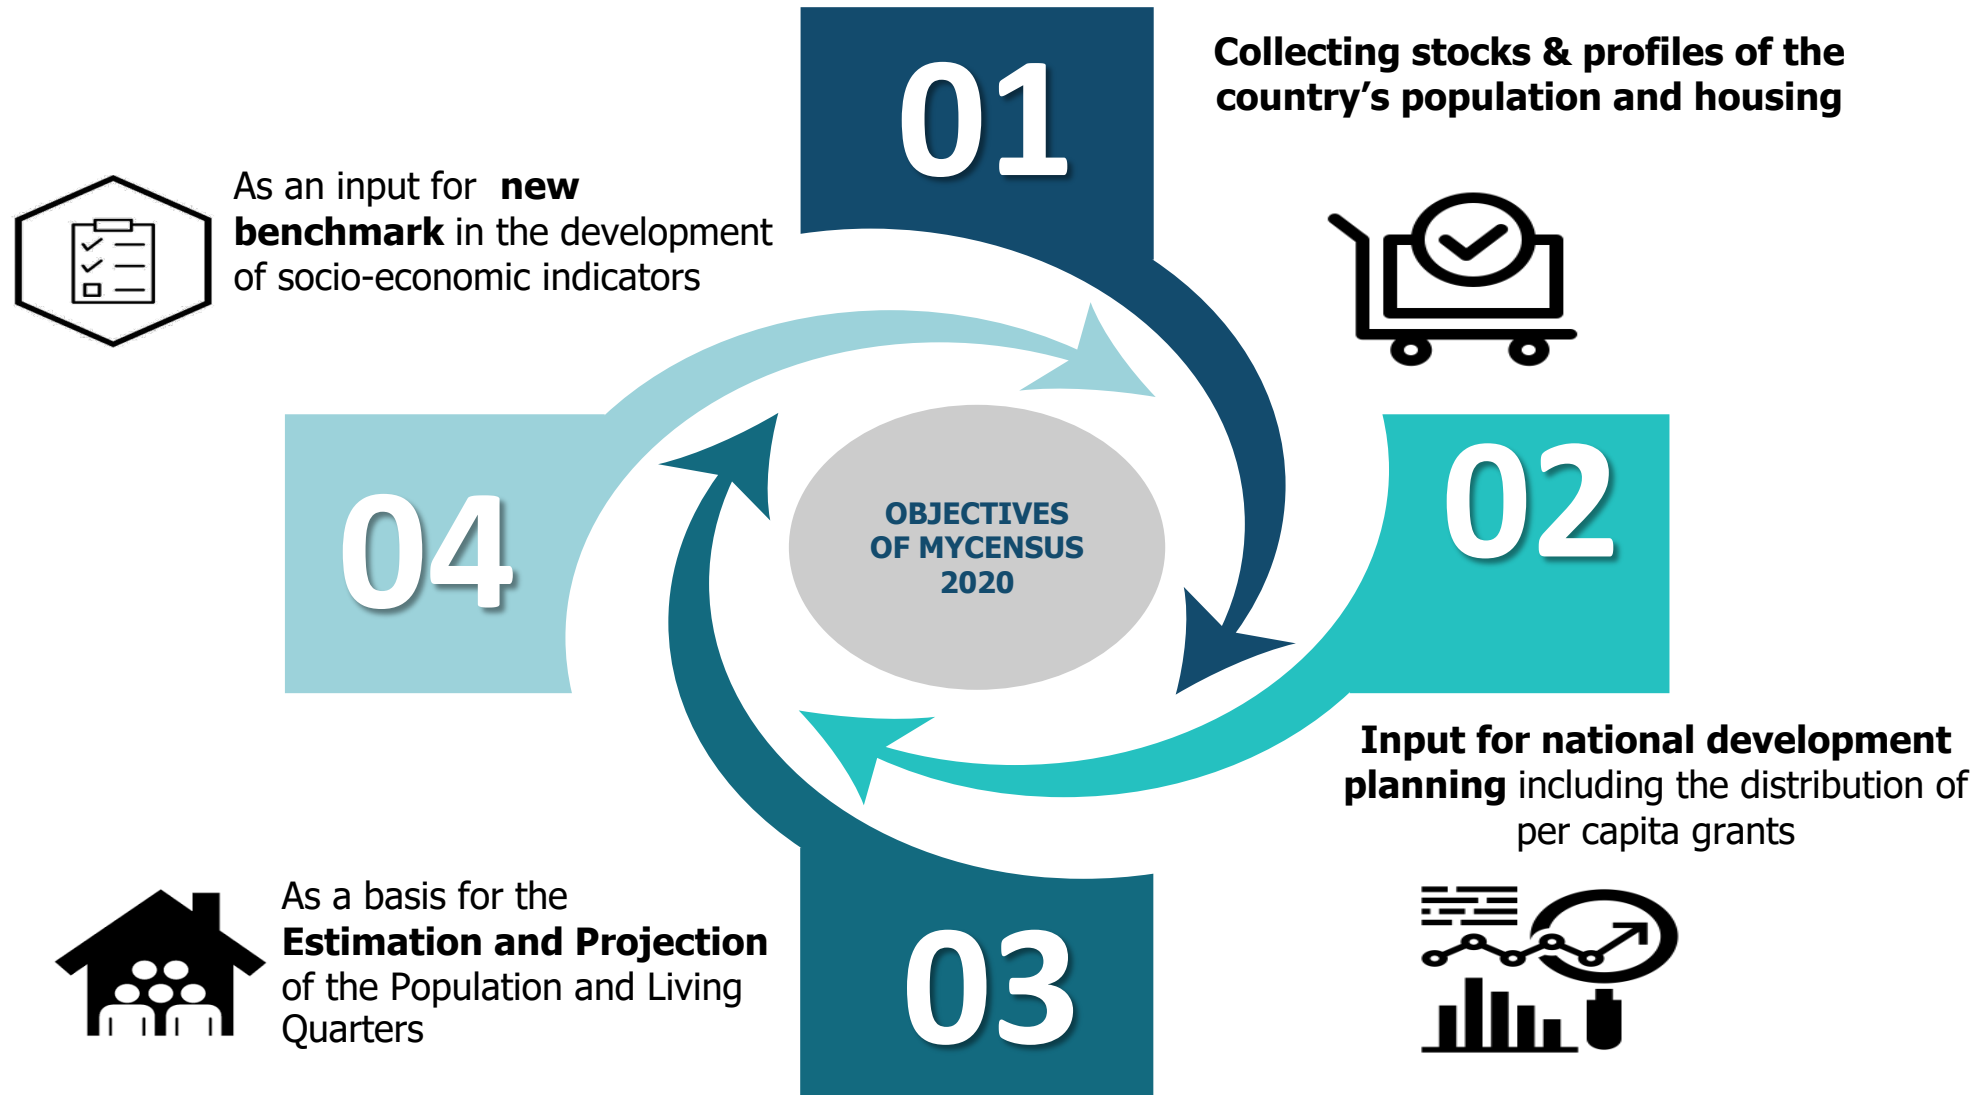 01
Collecting stocks & profiles of the
country’s population and housing
02
Input for national development
planning including the distribution of
per capita grants
03
As a basis for the
Estimation and Projection
of the Population and Living
Quarters
04
As an input for new
benchmark in the development
of socio-economic indicators
OBJECTIVES
OF MYCENSUS
2020